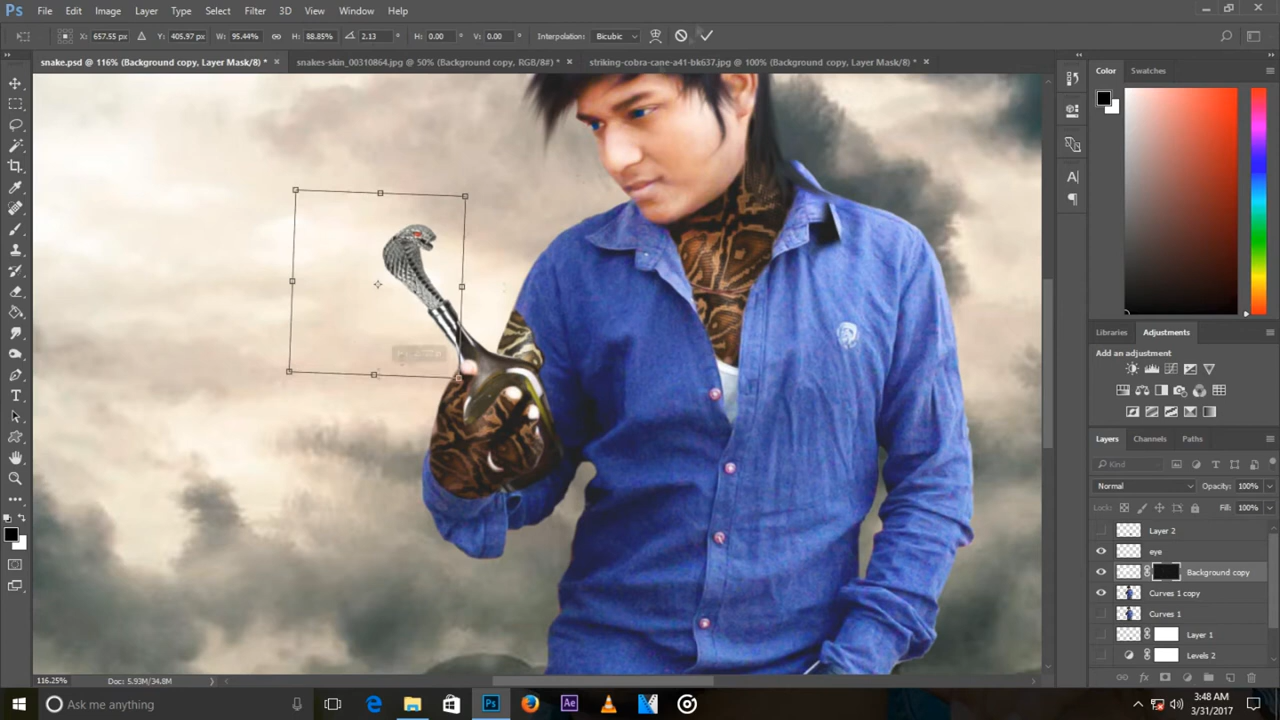 Ps File Edit Image Layer Type Select Filter 3D View Window Help
X: 657.55 px Y: 405.97 px W: 95.44% H: 88.85% 2.13 ° H: 0.00 ° V: 0.00 ° Interpolation: Bicubic
snake.psd @ 116% (Background copy, Layer Mask/8) * × snakes-skin_00310864.jpg @ 50% (Background copy, RGB/8#) * × striking-cobra-cane-a41-bk637.jpg @ 100% (Background copy, Layer Mask/8) * ×
Color Swatches
Libraries Adjustments
Add an adjustment
Layers Channels Paths
Kind
Normal Opacity: 100%
Lock: Fill: 100%
Layer 2
eye
Background copy
Curves 1 copy
Curves 1
Layer 1
Levels 2
116.25% Doc: 5.93M/34.8M
Ask me anything
Ps
Ae
3:48 AM
3/31/2017